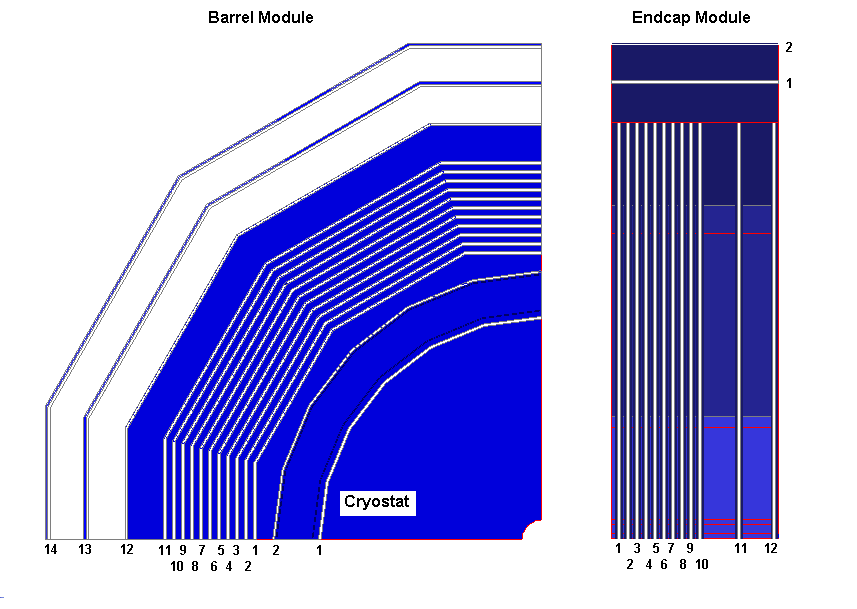 Barrel Module
Endcap Module
2
1
Cryostat
14 13 12 11 9 7 5 3 1 2 1
10 8 6 4 2
1 3 5 7 9 11 12
2 4 6 8 10